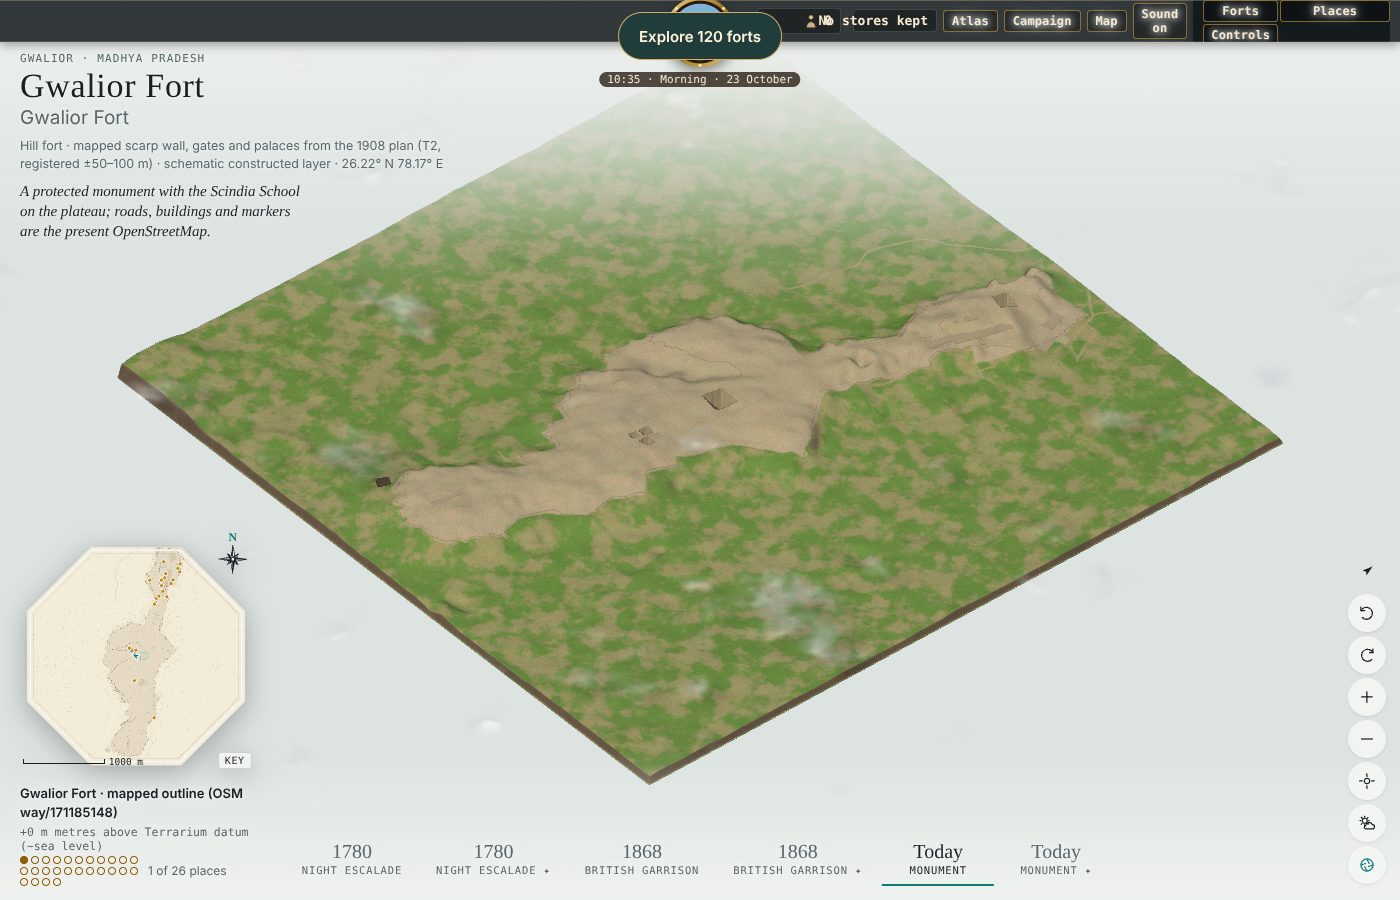 No stores kept
Atlas
Campaign
Map
Sound on
Forts
Places
Controls
Explore 120 forts
10:35 · Morning · 23 October
GWALIOR · MADHYA PRADESH
Gwalior Fort
Gwalior Fort
Hill fort · mapped scarp wall, gates and palaces from the 1908 plan (T2,
registered ±50–100 m) · schematic constructed layer · 26.22° N 78.17° E
A protected monument with the Scindia School
on the plateau; roads, buildings and markers
are the present OpenStreetMap.
N
1000 m
KEY
Gwalior Fort · mapped outline (OSM
way/171185148)
+0 m metres above Terrarium datum
(~sea level)
1 of 26 places
1780
NIGHT ESCALADE
1780
NIGHT ESCALADE ✦
1868
BRITISH GARRISON
1868
BRITISH GARRISON ✦
Today
MONUMENT
Today
MONUMENT ✦